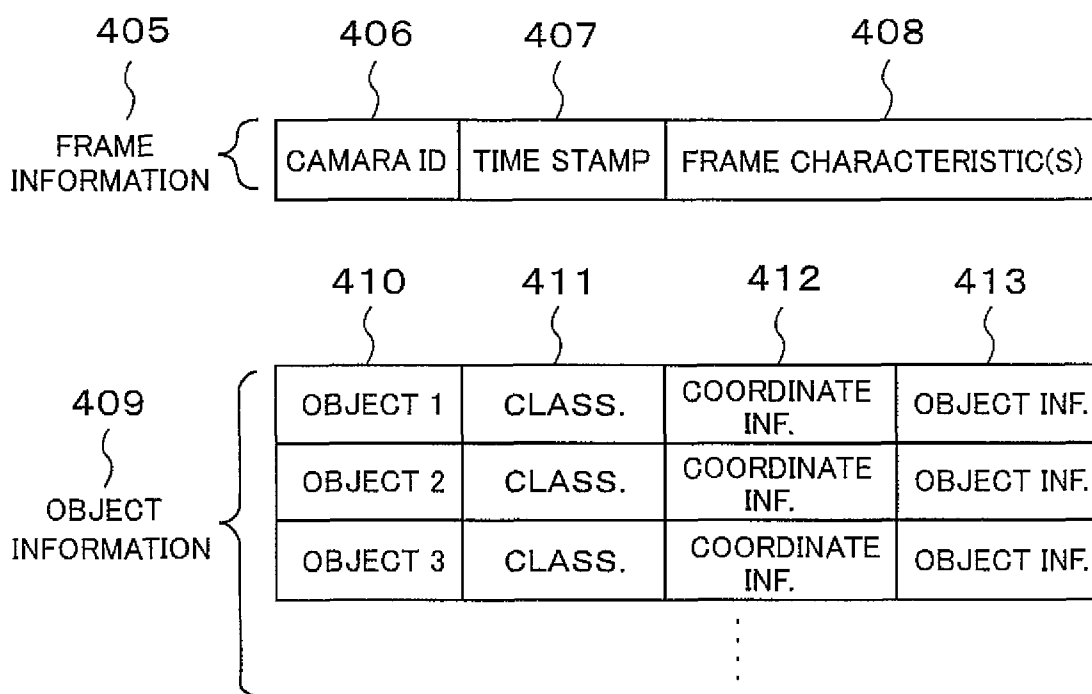 405 406 407 408
FRAME INFORMATION
CAMARA ID TIME STAMP FRAME CHARACTERISTIC(S)
410 411 412 413
409
OBJECT INFORMATION
OBJECT 1 CLASS. COORDINATE INF. OBJECT INF.
OBJECT 2 CLASS. COORDINATE INF. OBJECT INF.
OBJECT 3 CLASS. COORDINATE INF. OBJECT INF.